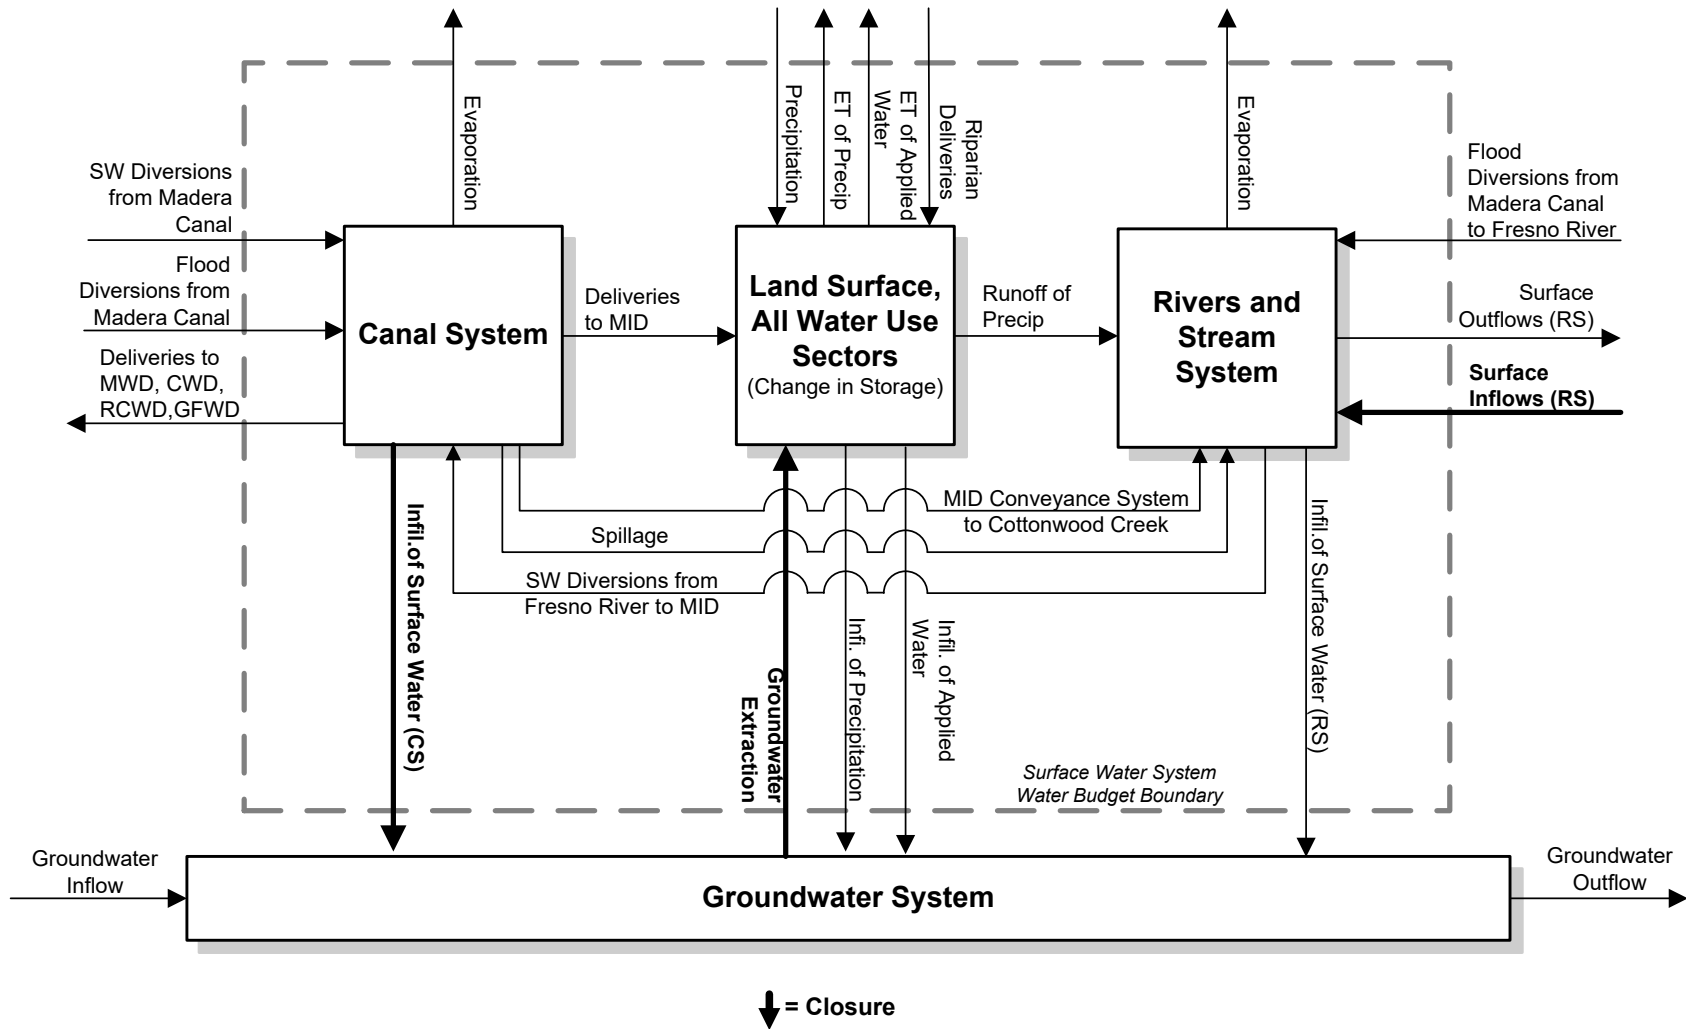 Evaporation
Precipitation
ET of Precip
ET of Applied
Water
Riparian
Deliveries
Evaporation
SW Diversions
from Madera
Canal
Flood
Diversions from
Madera Canal
Deliveries to
MWD, CWD,
RCWD,GFWD
Canal System
Deliveries
to MID
Land Surface,
All Water Use
Sectors
(Change in Storage)
Runoff of
Precip
Rivers and
Stream
System
Flood
Diversions from
Madera Canal
to Fresno River
Surface
Outflows (RS)
Surface
Inflows (RS)
MID Conveyance System
to Cottonwood Creek
Spillage
SW Diversions from
Fresno River to MID
Infil.of Surface Water (CS)
Groundwater
Extraction
Infi. of Precipitation
Infil. of Applied
Water
Infil.of Surface Water (RS)
Surface Water System
Water Budget Boundary
Groundwater
Inflow
Groundwater System
Groundwater
Outflow
= Closure